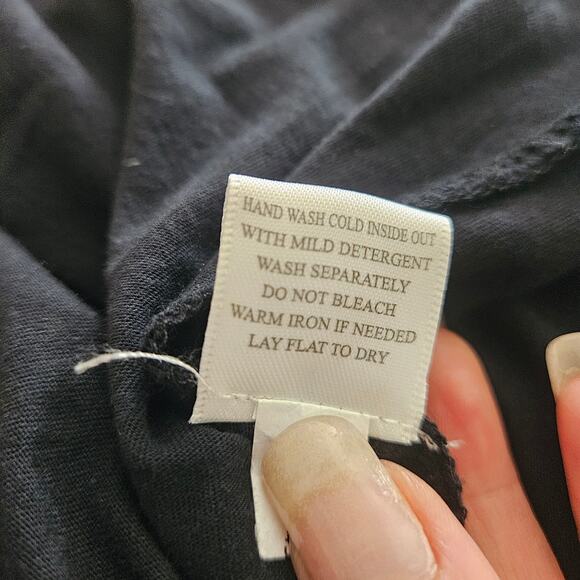 HAND WASH COLD INSIDE OUT
WITH MILD DETERGENT
WASH SEPARATELY
DO NOT BLEACH
WARM IRON IF NEEDED
LAY FLAT TO DRY